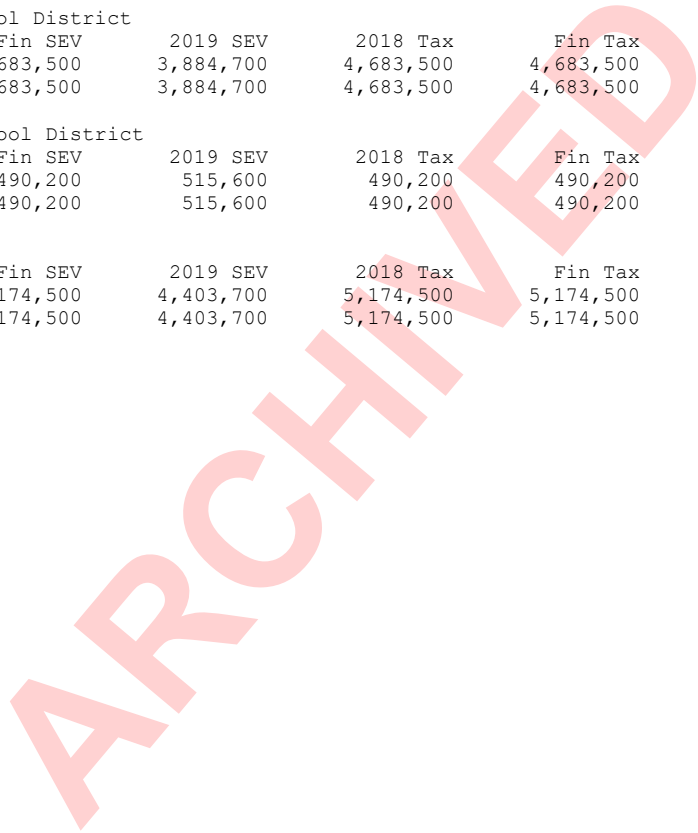 ol District
Fin SEV 2019 SEV 2018 Tax Fin Tax
683,500 3,884,700 4,683,500 4,683,500
683,500 3,884,700 4,683,500 4,683,500
ool District
Fin SEV 2019 SEV 2018 Tax Fin Tax
490,200 515,600 490,200 490,200
490,200 515,600 490,200 490,200
Fin SEV 2019 SEV 2018 Tax Fin Tax
174,500 4,403,700 5,174,500 5,174,500
174,500 4,403,700 5,174,500 5,174,500
ARCHIVED